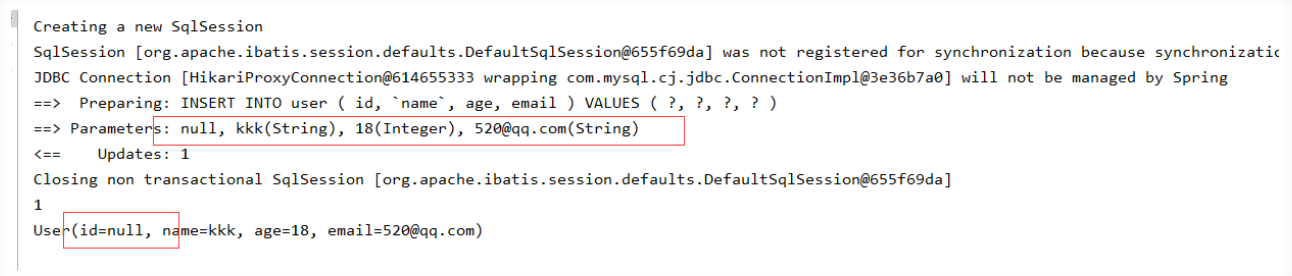 Creating a new SqlSession
SqlSession [org.apache.ibatis.session.defaults.DefaultSqlSession@655f69da] was not registered for synchronization because synchronizatic
JDBC Connection [HikariProxyConnection@614655333 wrapping com.mysql.cj.jdbc.ConnectionImpl@3e36b7a0] will not be managed by Spring
==>  Preparing: INSERT INTO user ( id, `name`, age, email ) VALUES ( ?, ?, ?, ? )
==> Parameters: null, kkk(String), 18(Integer), 520@qq.com(String)
<==    Updates: 1
Closing non transactional SqlSession [org.apache.ibatis.session.defaults.DefaultSqlSession@655f69da]
1
User(id=null, name=kkk, age=18, email=520@qq.com)